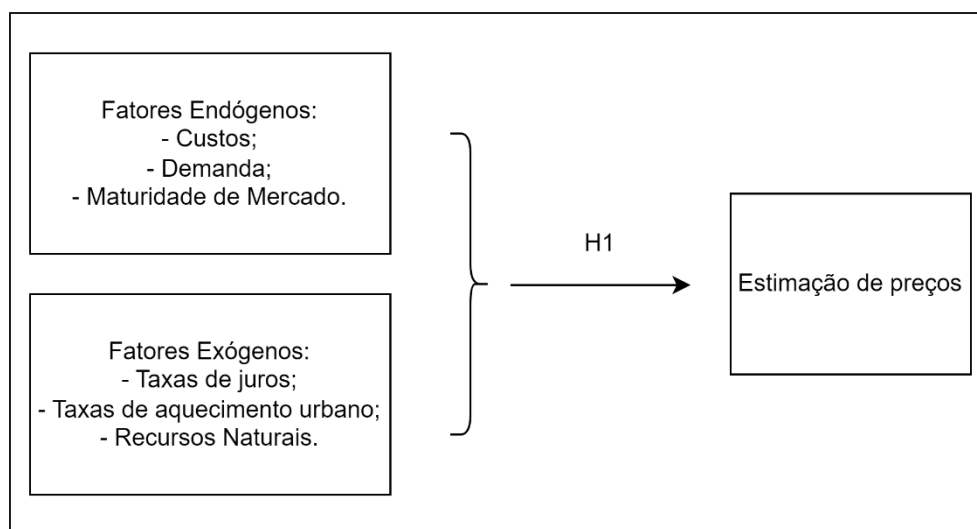 Fatores Endógenos:
- Custos;
- Demanda;
- Maturidade de Mercado.
Fatores Exógenos:
- Taxas de juros;
- Taxas de aquecimento urbano;
- Recursos Naturais.
H1
Estimação de preços